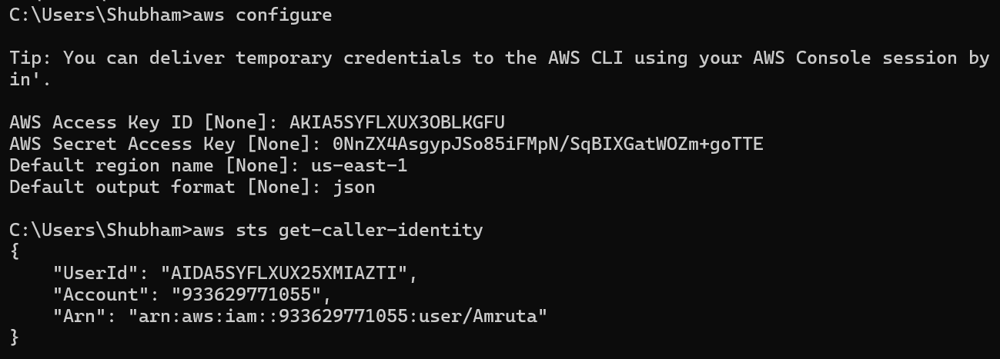 C:\Users\Shubham>aws configure
Tip: You can deliver temporary credentials to the AWS CLI using your AWS Console session by
in'.
AWS Access Key ID [None]: AKIA5SYFLXUX3OBLKGFU
AWS Secret Access Key [None]: 0NnZX4AsgypJSo85iFMpN/SqBIXGatWOZm+goTTE
Default region name [None]: us-east-1
Default output format [None]: json
C:\Users\Shubham>aws sts get-caller-identity
{
    "UserId": "AIDA5SYFLXUX25XMIAZTI",
    "Account": "933629771055",
    "Arn": "arn:aws:iam::933629771055:user/Amruta"
}